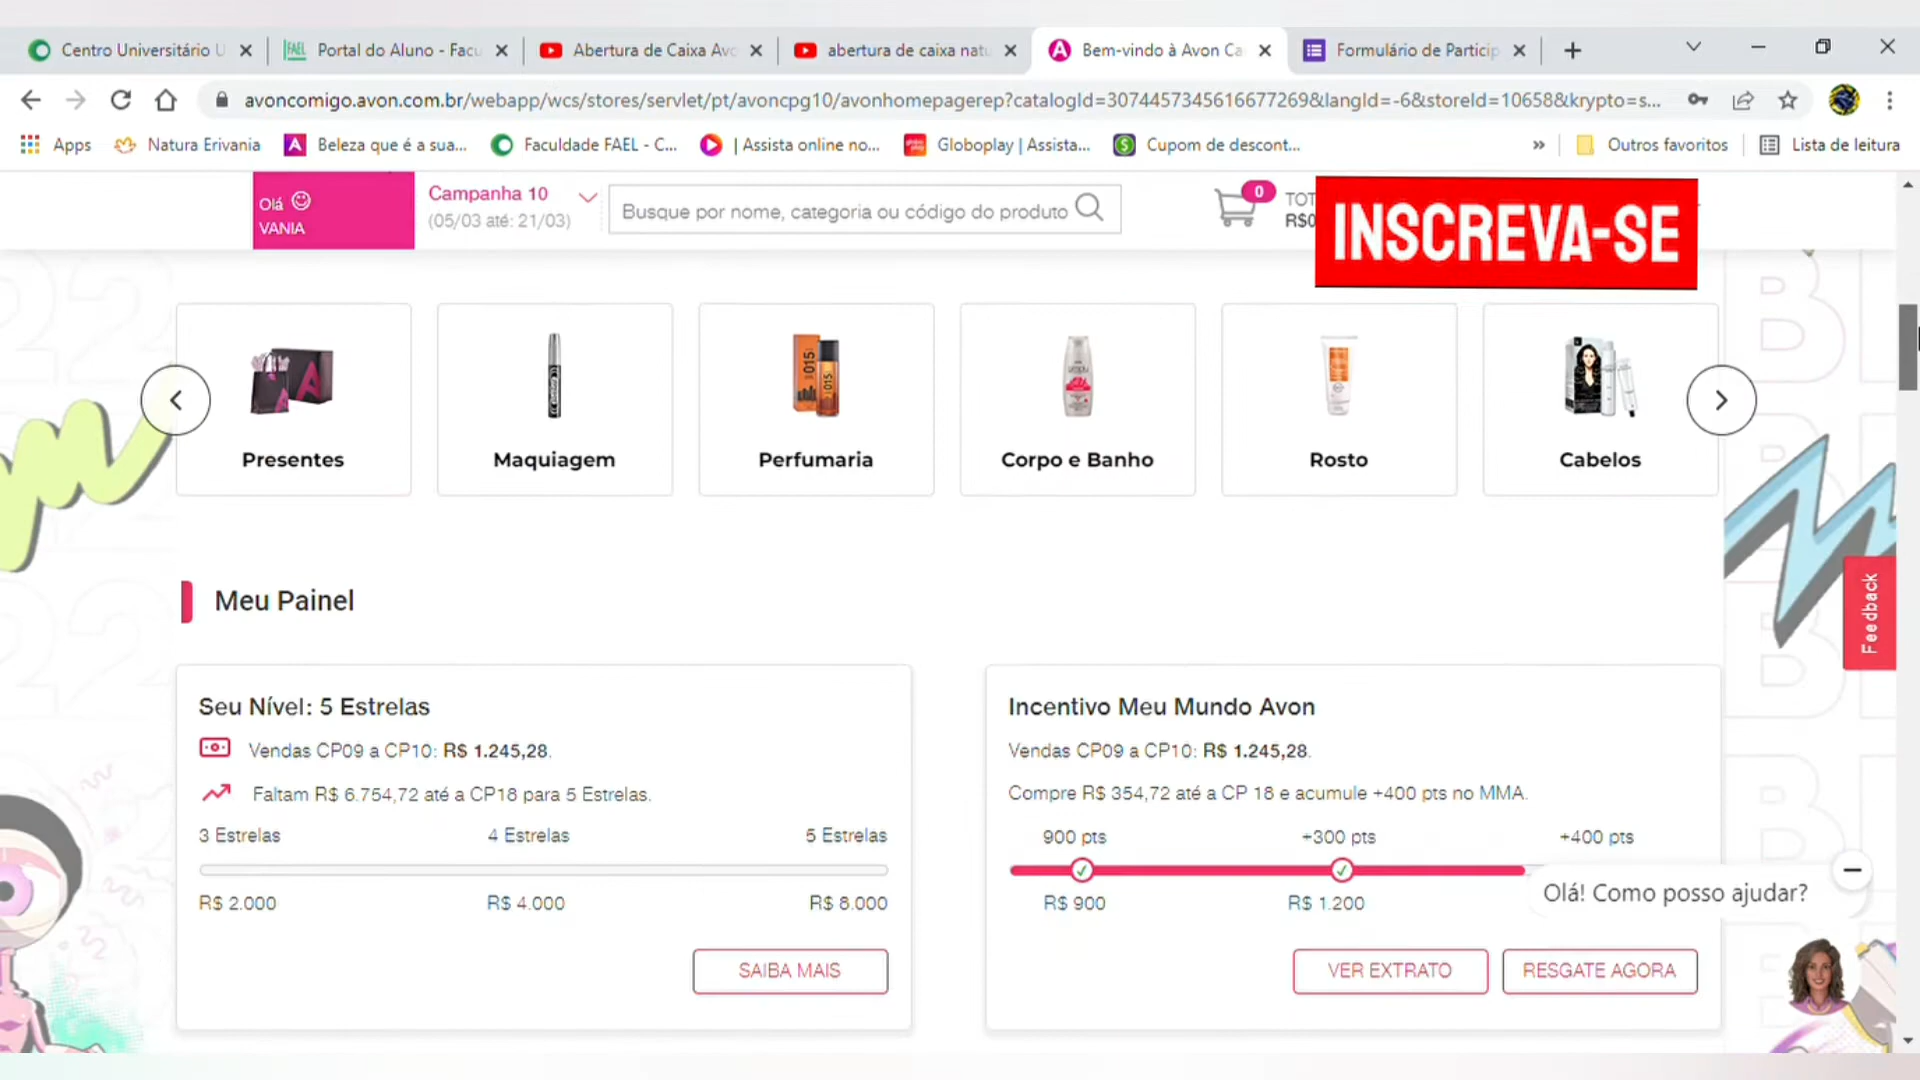 Centro Universitário U
FAEL Portal do Aluno - Facu
Abertura de Caixa Avo
abertura de caixa natu
A Bem-vindo à Avon Ca
Formulário de Particip
avoncomigo.avon.com.br/webapp/wcs/stores/servlet/pt/avoncpg10/avonhomepagerep?catalogId=3074457345616677269&langId=-6&storeId=10658&krypto=s...
Apps
Natura Erivania
A Beleza que é a sua...
Faculdade FAEL - C...
| Assista online no...
Globoplay | Assista...
Cupom de descont...
»
Outros favoritos
Lista de leitura
Olá
VANIA
Campanha 10
(05/03 até: 21/03)
Busque por nome, categoria ou código do produto
0
TOT
R$0
INSCREVA-SE
Presentes
Maquiagem
Perfumaria
Corpo e Banho
Rosto
Cabelos
Feedback
Meu Painel
Seu Nível: 5 Estrelas
Vendas CP09 a CP10: R$ 1.245,28.
Faltam R$ 6.754,72 até a CP18 para 5 Estrelas.
3 Estrelas
4 Estrelas
5 Estrelas
R$ 2.000
R$ 4.000
R$ 8.000
SAIBA MAIS
Incentivo Meu Mundo Avon
Vendas CP09 a CP10: R$ 1.245,28.
Compre R$ 354,72 até a CP 18 e acumule +400 pts no MMA.
900 pts
+300 pts
+400 pts
R$ 900
R$ 1.200
Olá! Como posso ajudar?
VER EXTRATO
RESGATE AGORA